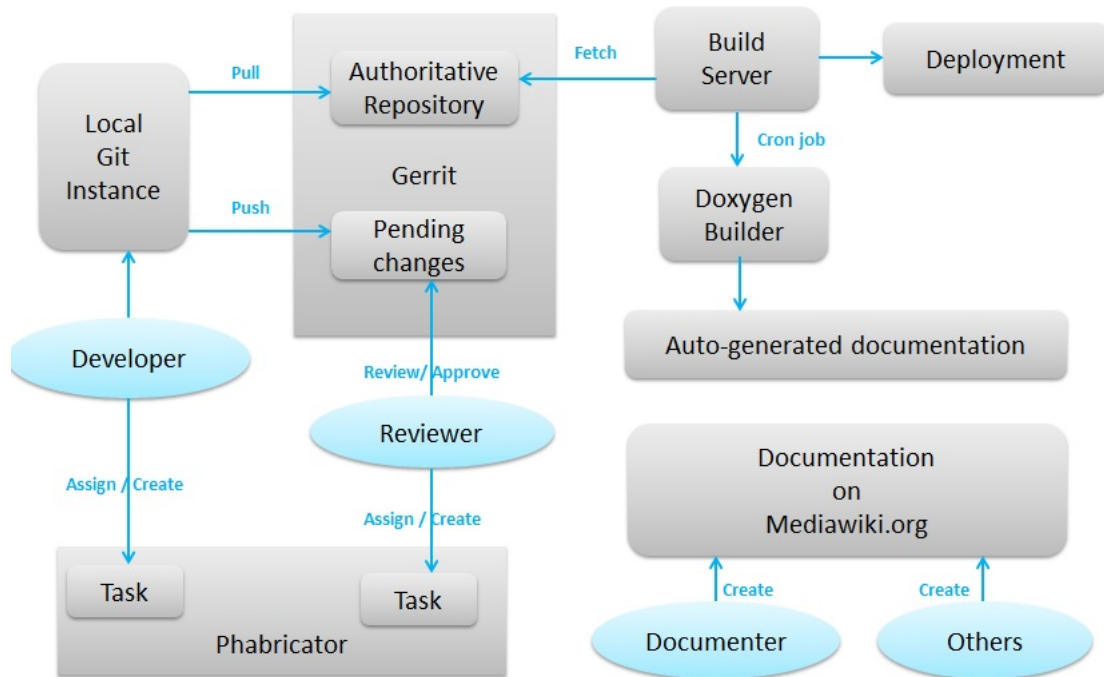 Local
Git
Instance
Pull
Push
Authoritative
Repository
Gerrit
Pending
changes
Fetch
Build
Server
Deployment
Cron job
Doxygen
Builder
Auto-generated documentation
Developer
Review/ Approve
Reviewer
Assign / Create
Assign / Create
Task
Task
Phabricator
Documentation
on
Mediawiki.org
Create
Create
Documenter
Others